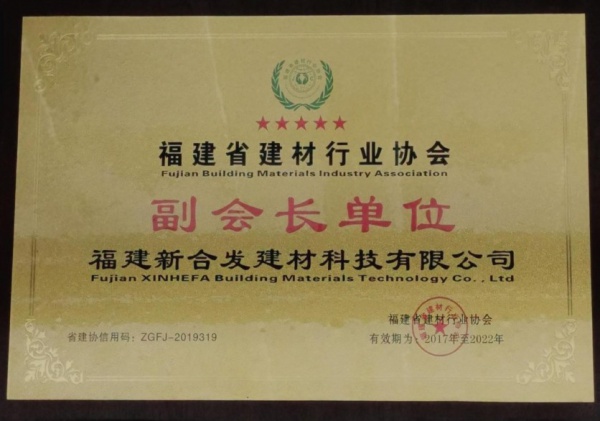 福建省建材行业协会
Fujian Building Materials Industry Association
副会长单位
福建新合发建材科技有限公司
Fujian XINHEFA Building Materials Technology Co., Ltd
福建省建材行业协会
省建协信用码：ZGFJ-2019319
有效期为：2017年至2022年